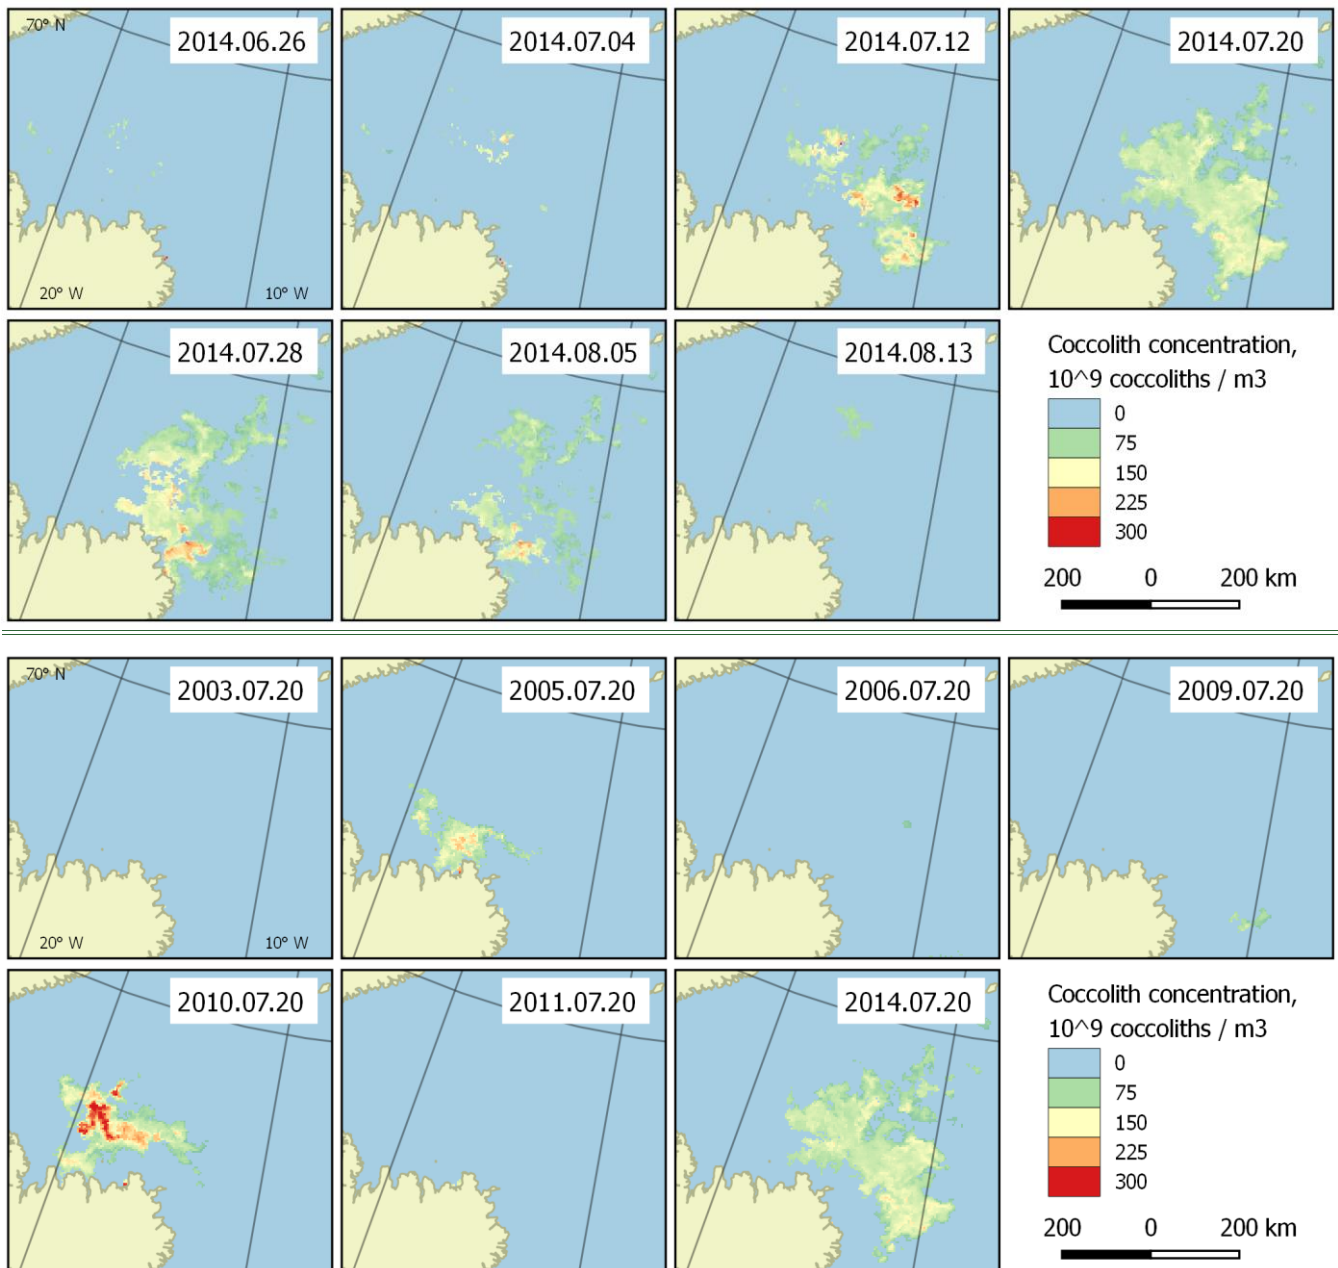 70° N
2014.06.26
2014.07.04
2014.07.12
2014.07.20
20° W
10° W
2014.07.28
2014.08.05
2014.08.13
Coccolith concentration,
10^9 coccoliths / m3
0
75
150
225
300
200 0 200 km
70° N
2003.07.20
2005.07.20
2006.07.20
2009.07.20
20° W
10° W
2010.07.20
2011.07.20
2014.07.20
Coccolith concentration,
10^9 coccoliths / m3
0
75
150
225
300
200 0 200 km